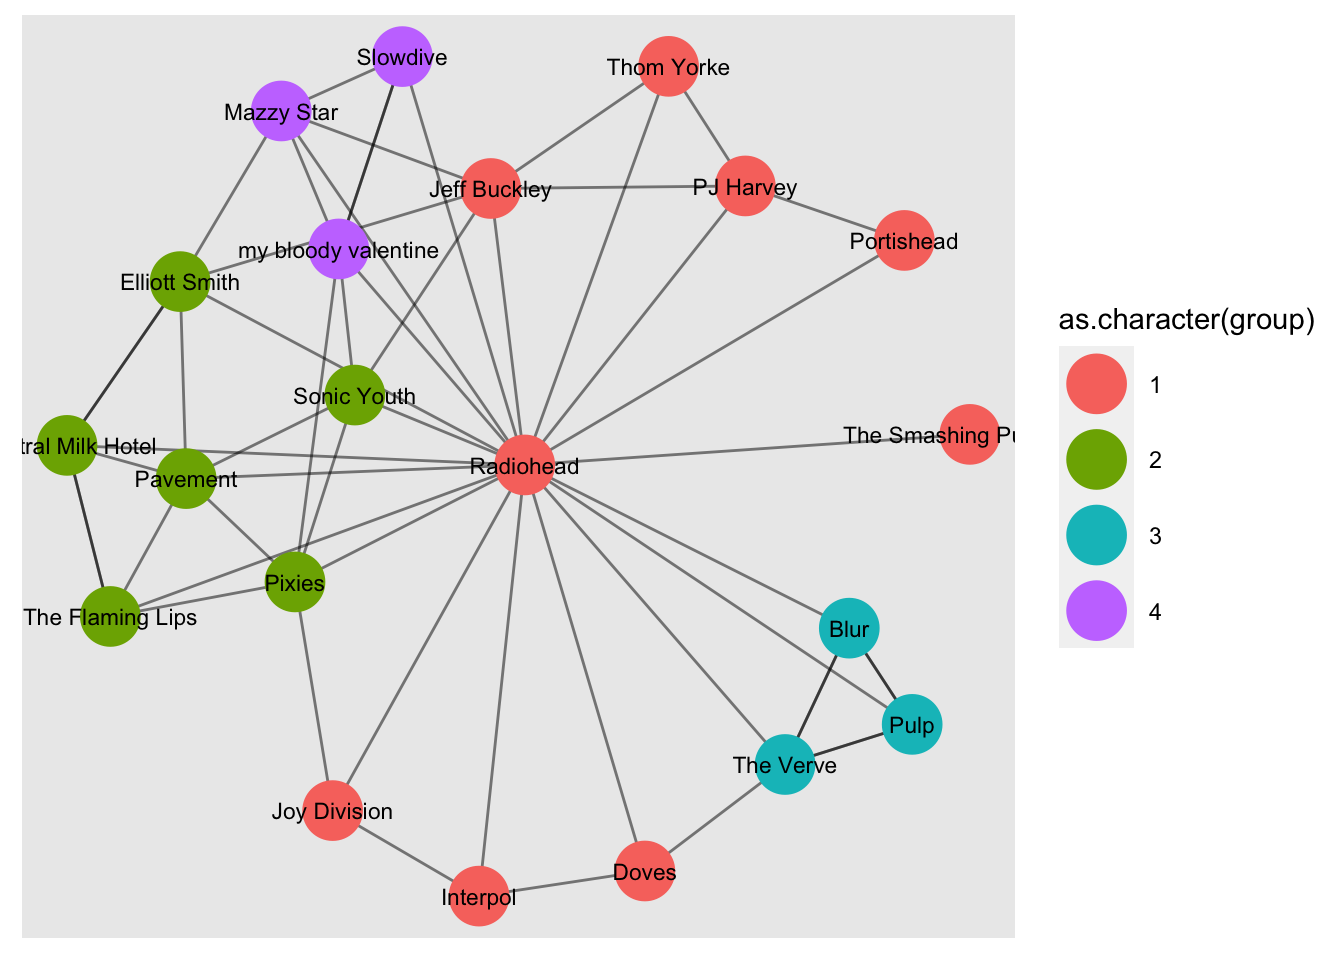 Slowdive
Thom Yorke
Mazzy Star
Jeff Buckley
PJ Harvey
Portishead
my bloody valentine
Elliott Smith
as.character(group)
1
Sonic Youth
The Smashing Pu
tral Milk Hotel
Radiohead
2
Pavement
3
Pixies
The Flaming Lips
4
Blur
Pulp
The Verve
Joy Division
Doves
Interpol